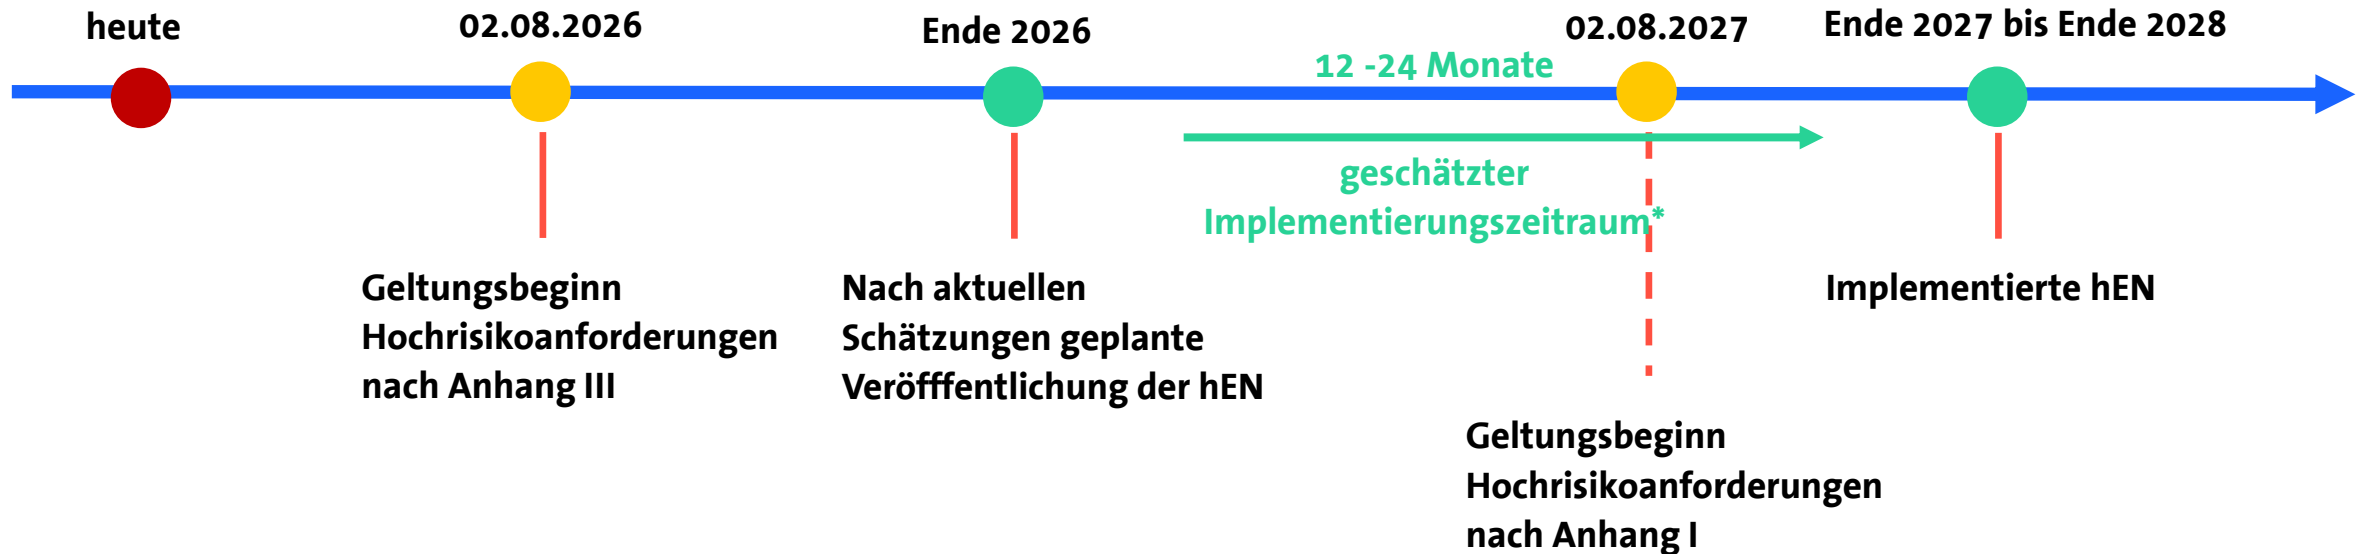 heute
02.08.2026
Ende 2026
02.08.2027
Ende 2027 bis Ende 2028
12 -24 Monate
geschätzter
Implementierungszeitraum*
Geltungsbeginn
Hochrisikoanforderungen
nach Anhang III
Nach aktuellen
Schätzungen geplante
Veröfffentlichung der hEN
Implementierte hEN
Geltungsbeginn
Hochrisikoanforderungen
nach Anhang I